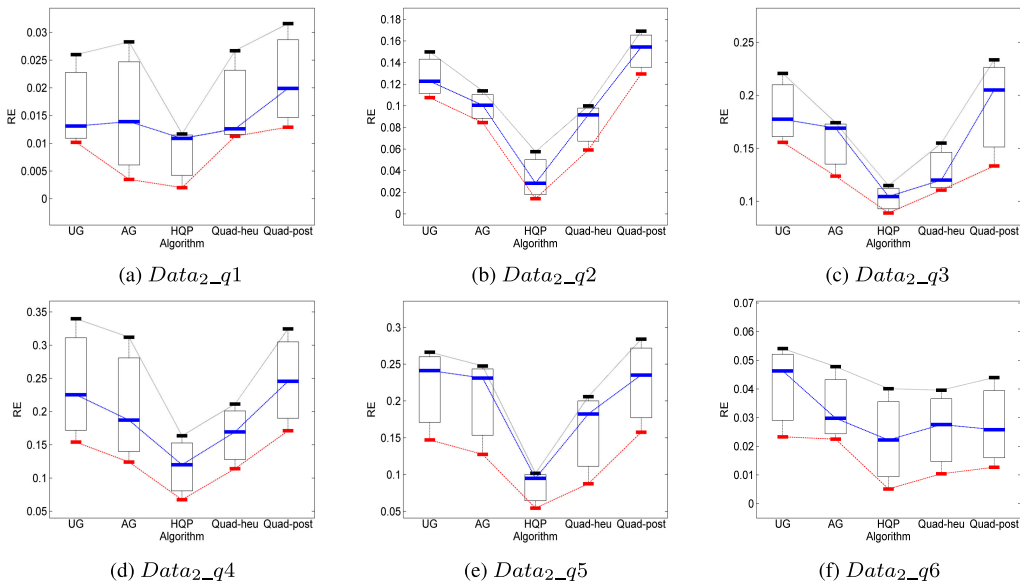 0.03
0.025
0.02
0.015
0.01
0.005
0
RE
UG AG HQP Quad-heu Quad-post
Algorithm
(a) Data2_q1
0.18
0.16
0.14
0.12
0.1
0.08
0.06
0.04
0.02
0
RE
UG AG HQP Quad-heu Quad-post
Algorithm
(b) Data2_q2
0.25
0.2
0.15
0.1
RE
UG AG HQP Quad-heu Quad-post
Algorithm
(c) Data2_q3
0.35
0.3
0.25
0.2
0.15
0.1
0.05
RE
UG AG HQP Quad-heu Quad-post
Algorithm
(d) Data2_q4
0.3
0.25
0.2
0.15
0.1
0.05
RE
UG AG HQP Quad-heu Quad-post
Algorithm
(e) Data2_q5
0.07
0.06
0.05
0.04
0.03
0.02
0.01
0
RE
UG AG HQP Quad-heu Quad-post
Algorithm
(f) Data2_q6